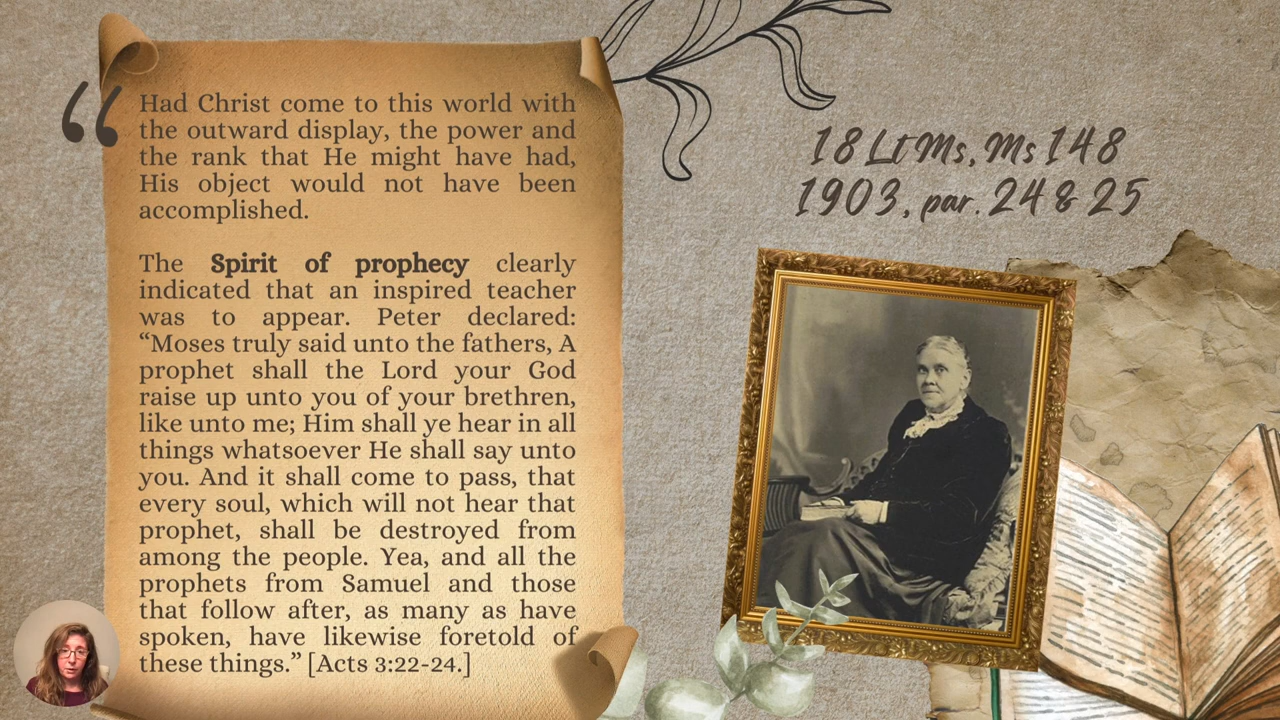 “
Had Christ come to this world with
the outward display, the power and
the rank that He might have had,
His object would not have been
accomplished.
The Spirit of prophecy clearly
indicated that an inspired teacher
was to appear. Peter declared:
“Moses truly said unto the fathers, A
prophet shall the Lord your God
raise up unto you of your brethren,
like unto me; Him shall ye hear in all
things whatsoever He shall say unto
you. And it shall come to pass, that
every soul, which will not hear that
prophet, shall be destroyed from
among the people. Yea, and all the
prophets from Samuel and those
that follow after, as many as have
spoken, have likewise foretold of
these things.” [Acts 3:22-24.]
18 Lt Ms, Ms 148
1903, par. 24 & 25